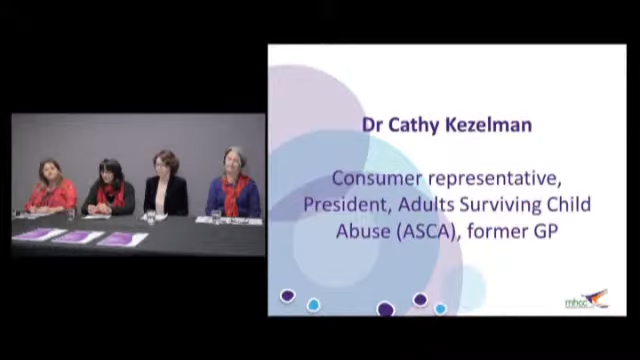 Dr Cathy Kezelman
Consumer representative,
President, Adults Surviving Child
Abuse (ASCA), former GP
mhcc